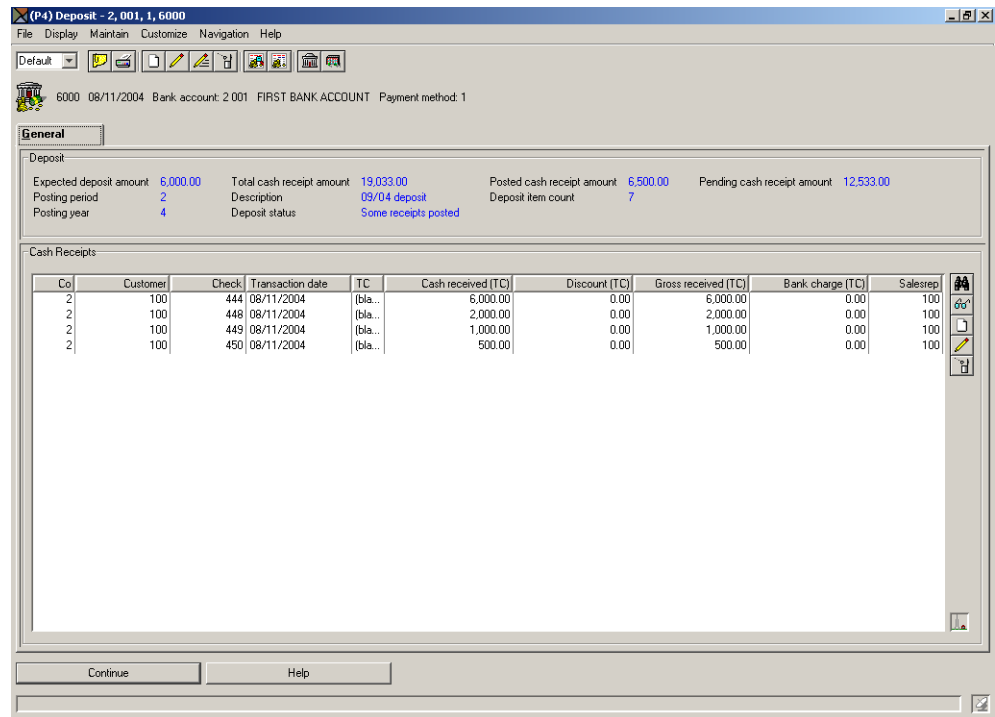 (P4) Deposit - 2, 001, 1, 6000
File Display Maintain Customize Navigation Help
Default
6000 08/11/2004 Bank account: 2 001 FIRST BANK ACCOUNT Payment method: 1
General
Deposit
Expected deposit amount 6,000.00 Total cash receipt amount 19,033.00 Posted cash receipt amount 6,500.00 Pending cash receipt amount 12,533.00
Posting period 2 Description 09/04 deposit Deposit item count 7
Posting year 4 Deposit status Some receipts posted
Cash Receipts
Co Customer Check Transaction date TC Cash received (TC) Discount (TC) Gross received (TC) Bank charge (TC) Salesrep
2 100 444 08/11/2004 (bla... 6,000.00 0.00 6,000.00 0.00 100
2 100 448 08/11/2004 (bla... 2,000.00 0.00 2,000.00 0.00 100
2 100 449 08/11/2004 (bla... 1,000.00 0.00 1,000.00 0.00 100
2 100 450 08/11/2004 (bla... 500.00 0.00 500.00 0.00 100
Continue Help